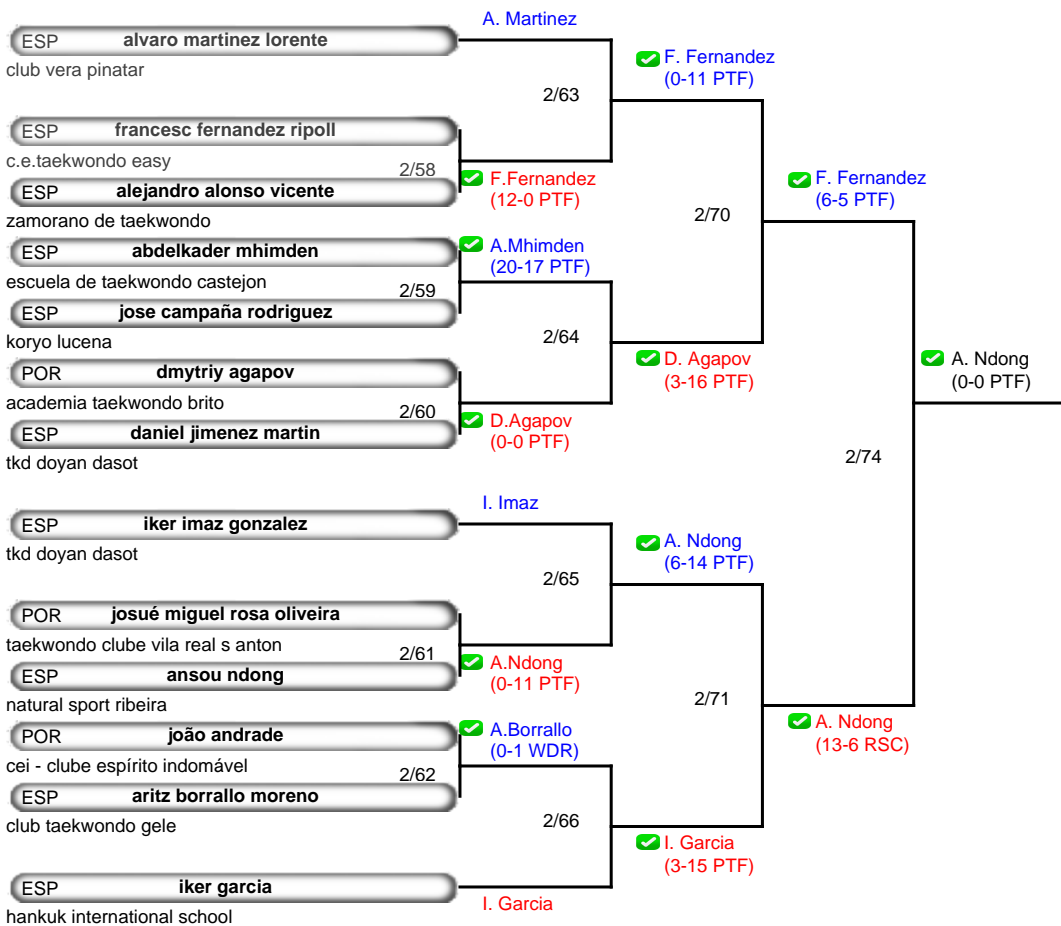 A. Martinez
ESP alvaro martinez lorente
club vera pinatar
F. Fernandez
(0-11 PTF)
2/63
ESP francesc fernandez ripoll
c.e.taekwondo easy
2/58
F.Fernandez
(12-0 PTF)
ESP alejandro alonso vicente
zamorano de taekwondo
F. Fernandez
(6-5 PTF)
2/70
ESP abdelkader mhimden
A.Mhimden
(20-17 PTF)
escuela de taekwondo castejon
2/59
ESP jose campaña rodriguez
koryo lucena
2/64
D. Agapov
(3-16 PTF)
A. Ndong
(0-0 PTF)
POR dmytriy agapov
academia taekwondo brito
2/60
D.Agapov
(0-0 PTF)
ESP daniel jimenez martin
tkd doyan dasot
2/74
I. Imaz
ESP iker imaz gonzalez
tkd doyan dasot
A. Ndong
(6-14 PTF)
2/65
POR josué miguel rosa oliveira
taekwondo clube vila real s anton
2/61
A.Ndong
(0-11 PTF)
ESP ansou ndong
natural sport ribeira
2/71
A. Ndong
(13-6 RSC)
POR joão andrade
A.Borrallo
(0-1 WDR)
cei - clube espírito indomável
2/62
ESP aritz borrallo moreno
club taekwondo gele
2/66
I. Garcia
(3-15 PTF)
ESP iker garcia
I. Garcia
hankuk international school